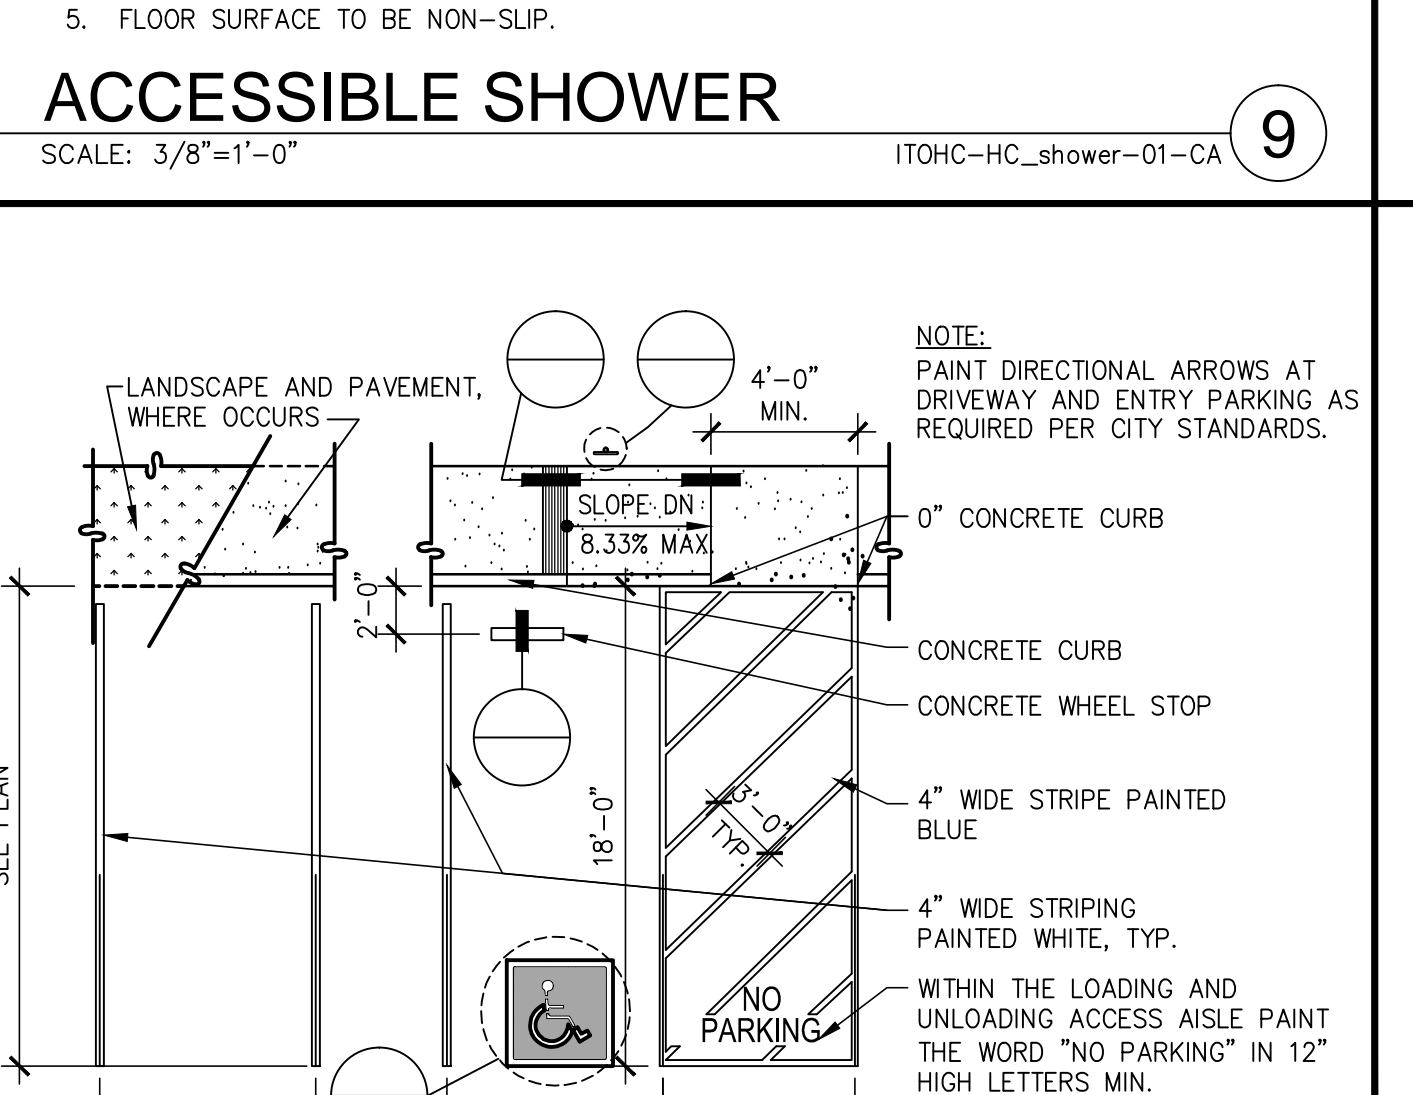 5. FLOOR SURFACE TO BE NON-SLIP.
ACCESSIBLE SHOWER
SCALE: 3/8"=1'-0"
ITOHC-HC_shower-01-CA
9
NOTE:
PAINT DIRECTIONAL ARROWS AT
DRIVEWAY AND ENTRY PARKING AS
REQUIRED PER CITY STANDARDS.
4'-0"
MIN.
LANDSCAPE AND PAVEMENT,
WHERE OCCURS
SLOPE DN
8.33% MAX.
0" CONCRETE CURB
2'-0"
CONCRETE CURB
CONCRETE WHEEL STOP
SEE PLAN
18'-0"
3'-0"
TYP.
4" WIDE STRIPE PAINTED
BLUE
4" WIDE STRIPING
PAINTED WHITE, TYP.
NO
PARKING
WITHIN THE LOADING AND
UNLOADING ACCESS AISLE PAINT
THE WORD "NO PARKING" IN 12"
HIGH LETTERS MIN.